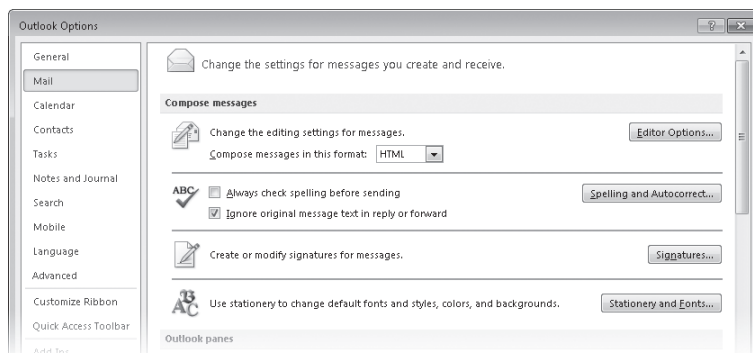 Outlook Options
General
Mail
Calendar
Contacts
Tasks
Notes and Journal
Search
Mobile
Language
Advanced
Customize Ribbon
Quick Access Toolbar
Add Ins
Change the settings for messages you create and receive.
Compose messages
Change the editing settings for messages.
Editor Options...
Compose messages in this format: HTML
ABC
Always check spelling before sending
Spelling and Autocorrect...
Ignore original message text in reply or forward
Create or modify signatures for messages.
Signatures...
Use stationery to change default fonts and styles, colors, and backgrounds.
Stationery and Fonts...
Outlook panes